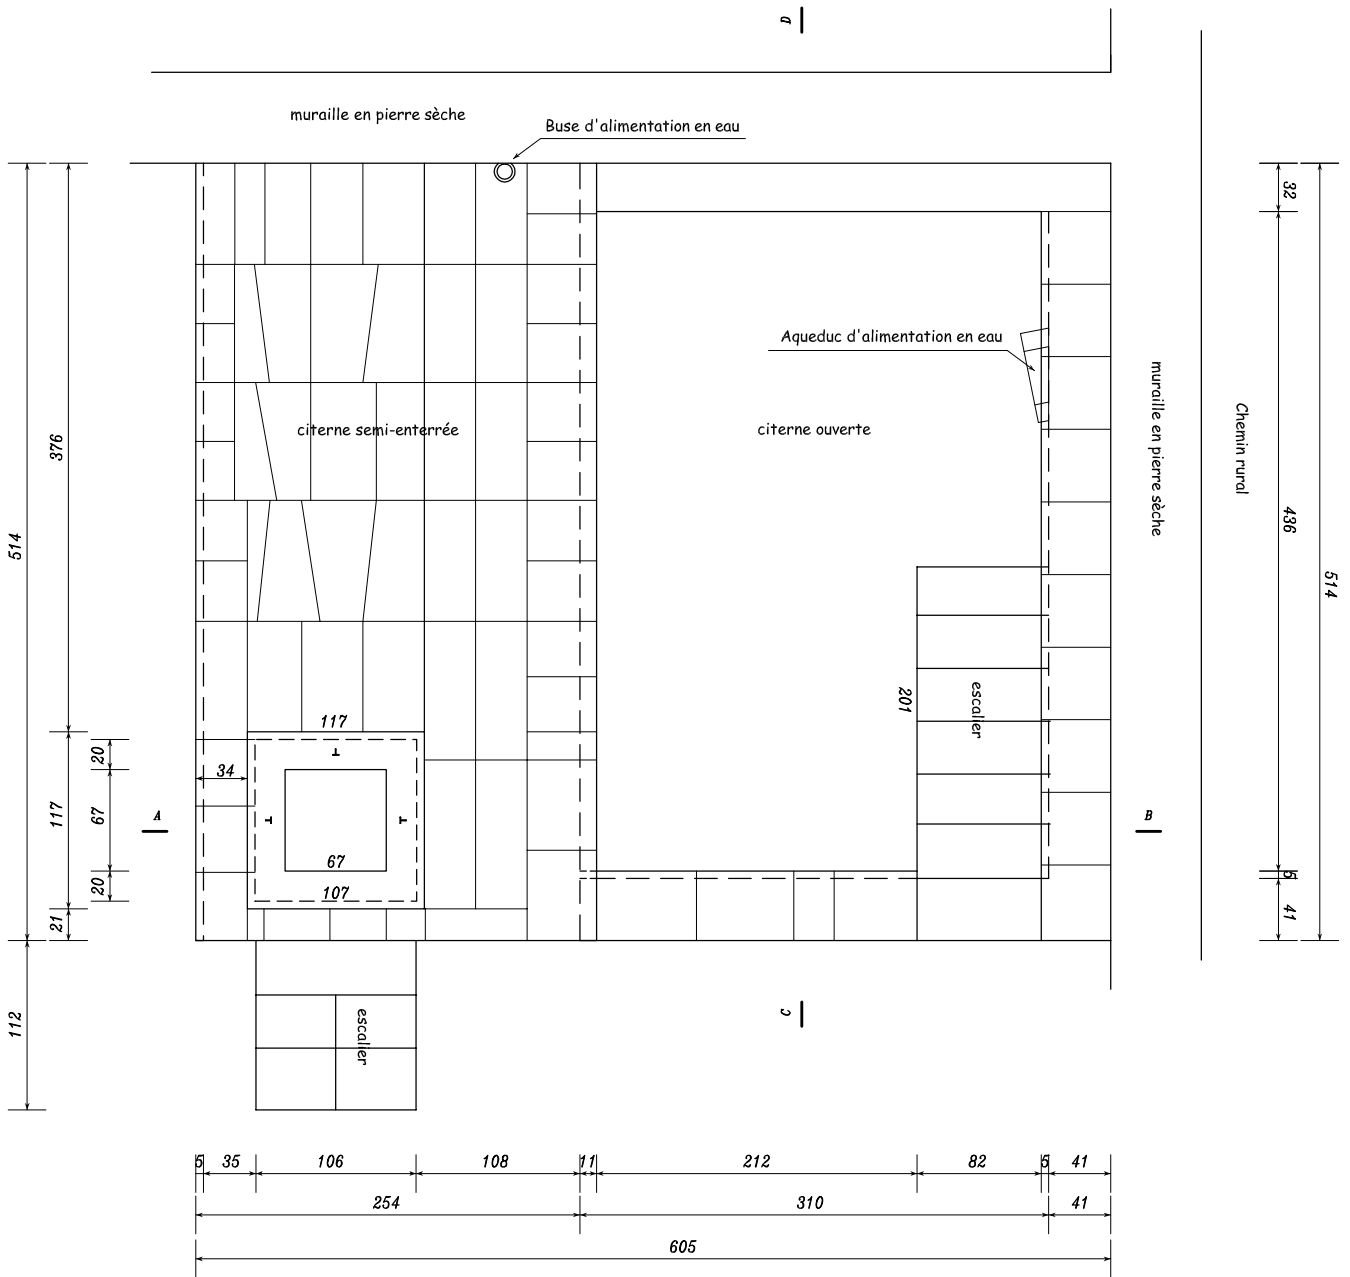 D
muraille en pierre sèche
Buse d'alimentation en eau
32
Aqueduc d'alimentation en eau
muraille en pierre sèche
Chemin rural
citerne semi-enterrée
citerne ouverte
376
436
514
514
escalier
201
117
20
34
117
67
A
B
67
20
107
5
21
41
112
escalier
C
5
35
106
108
11
212
82
5
41
254
310
41
605